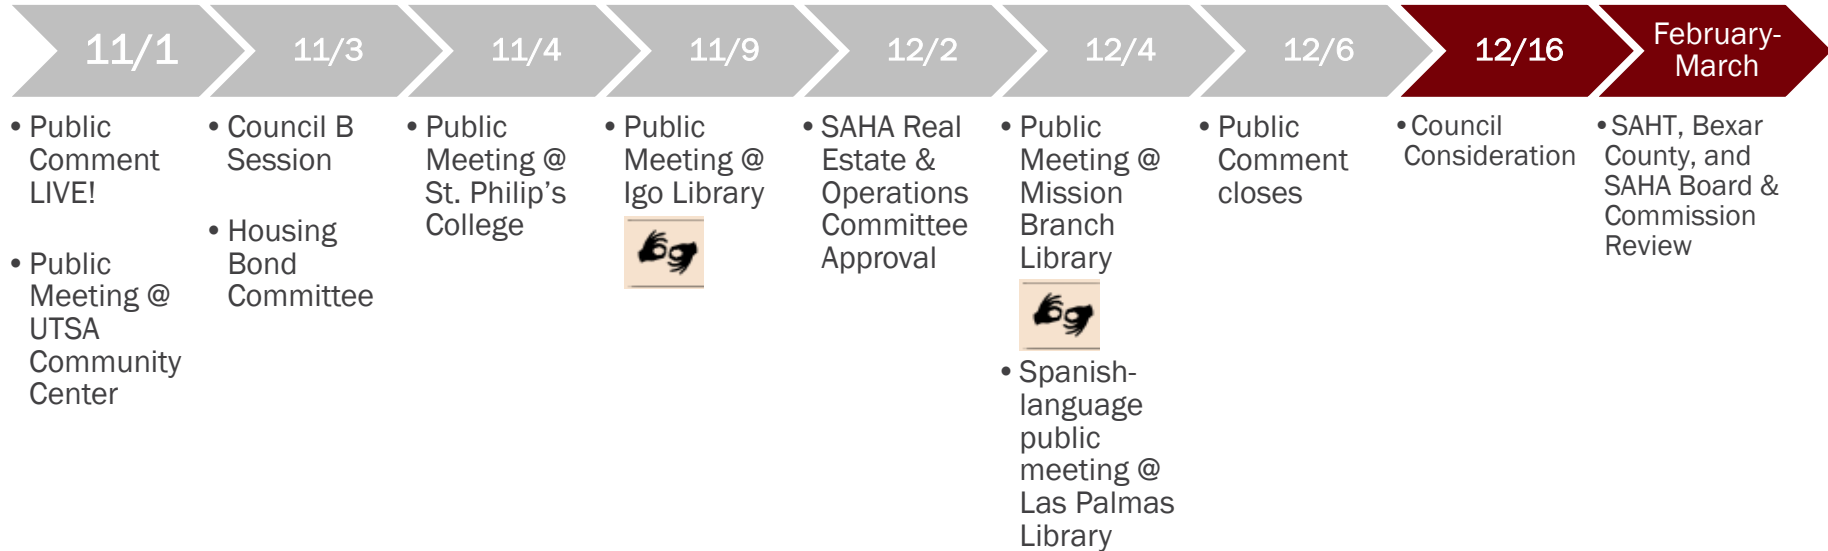 11/1
11/3
11/4
11/9
12/2
12/4
12/6
12/16
February-
March
• Public
Comment
LIVE!
• Public
Meeting @
UTSA
Community
Center
• Council B
Session
• Housing
Bond
Committee
• Public
Meeting @
St. Philip’s
College
• Public
Meeting @
Igo Library
• SAHA Real
Estate &
Operations
Committee
Approval
• Public
Meeting @
Mission
Branch
Library
• Spanish-
language
public
meeting @
Las Palmas
Library
• Public
Comment
closes
• Council
Consideration
• SAHT, Bexar
County, and
SAHA Board &
Commission
Review